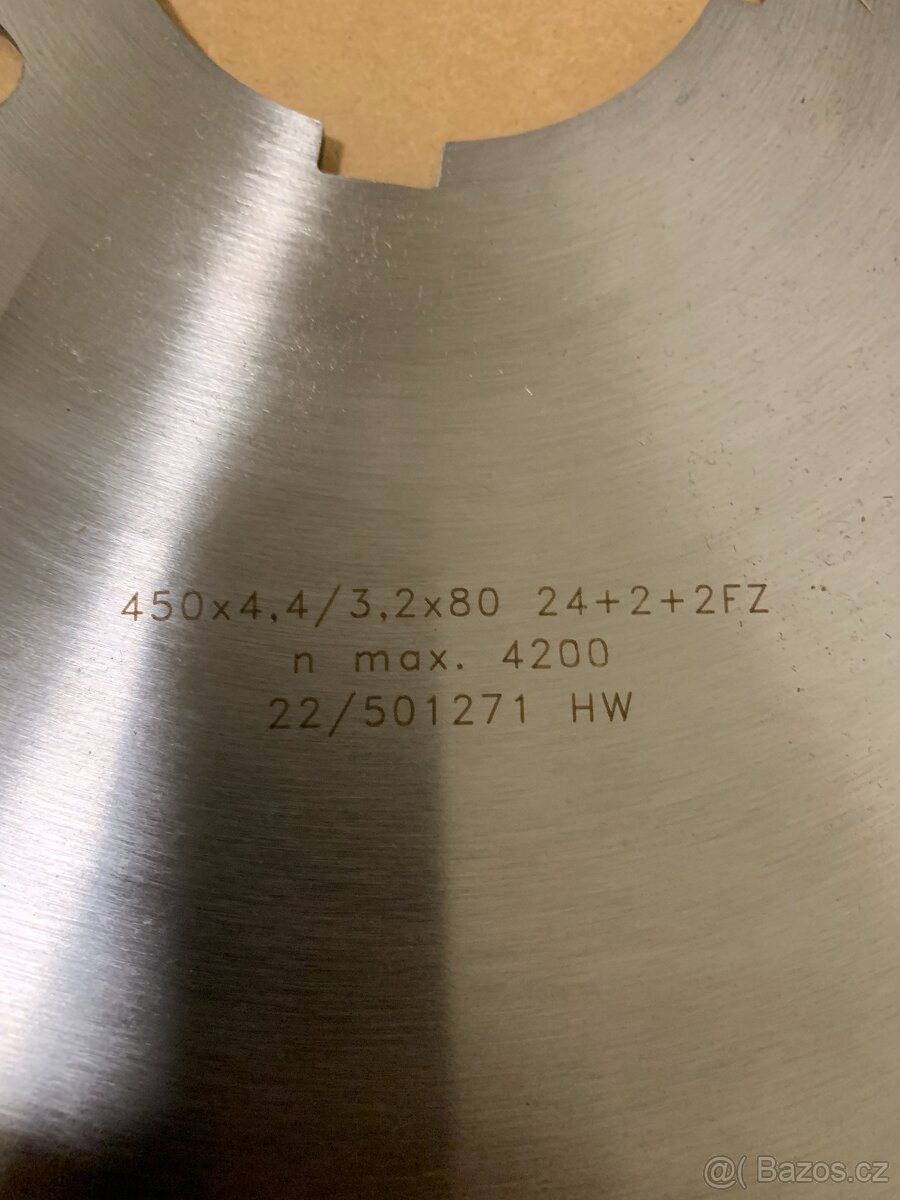 450x4,4/3,2x80 24+2+2FZ
n max. 4200
22/501271 HW
@( Bazos.cz